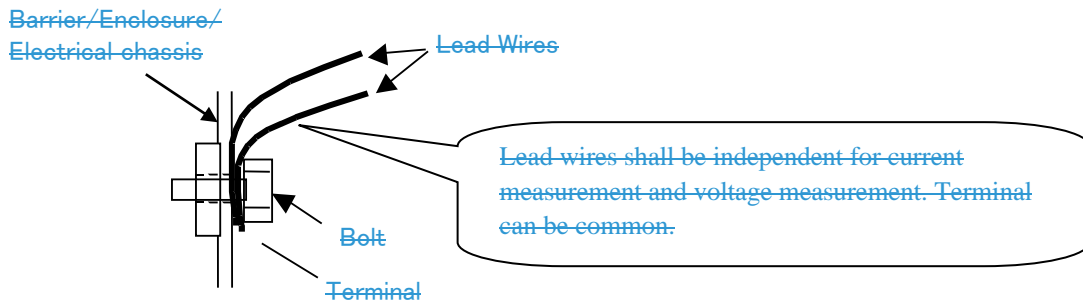 Barrier/Enclosure/
Electrical chassis
Lead Wires
Lead wires shall be independent for current
measurement and voltage measurement. Terminal
can be common.
Bolt
Terminal